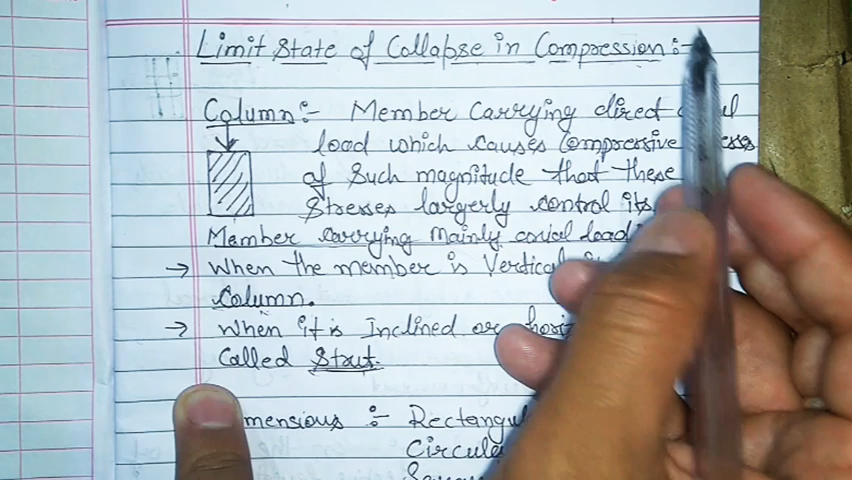 Limit State of Collapse in Compression :-
Column :- Member Carrying direct
load which causes Compressive
of Such magnitude that these
Stresses largely control its
Member carrying mainly axial load
→ When the member is Vertical
Column.
→ When it is Inclined or
Called Strut.
:- Rectangul
Circula